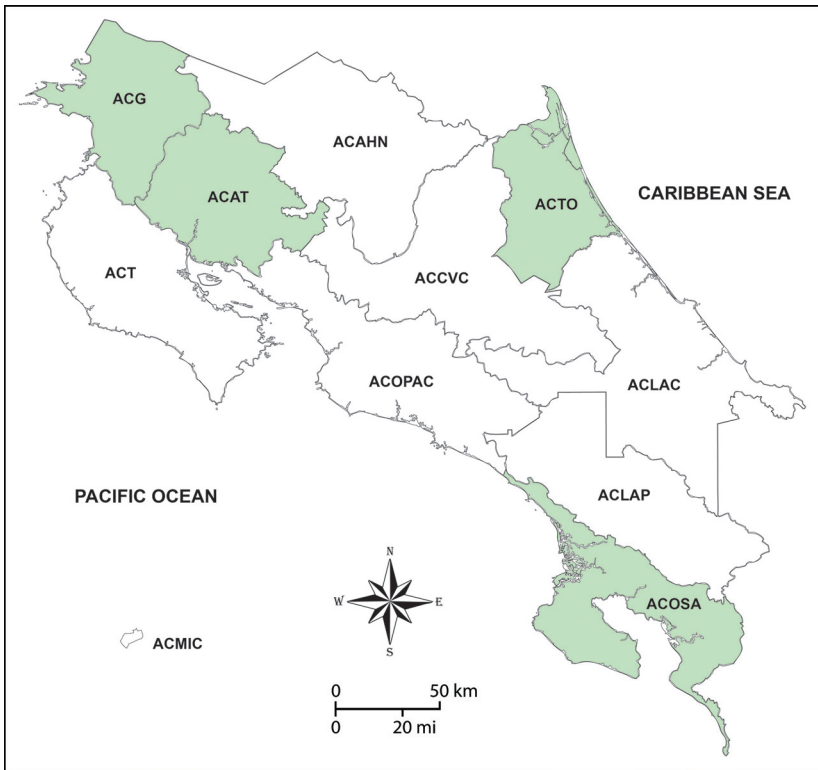 ACG
ACAHN
ACAT
ACTO
CARIBBEAN SEA
ACT
ACCVC
ACOPAC
ACLAC
PACIFIC OCEAN
ACLAP
N
W
E
S
ACOSA
ACMIC
0 50 km
0 20 mi